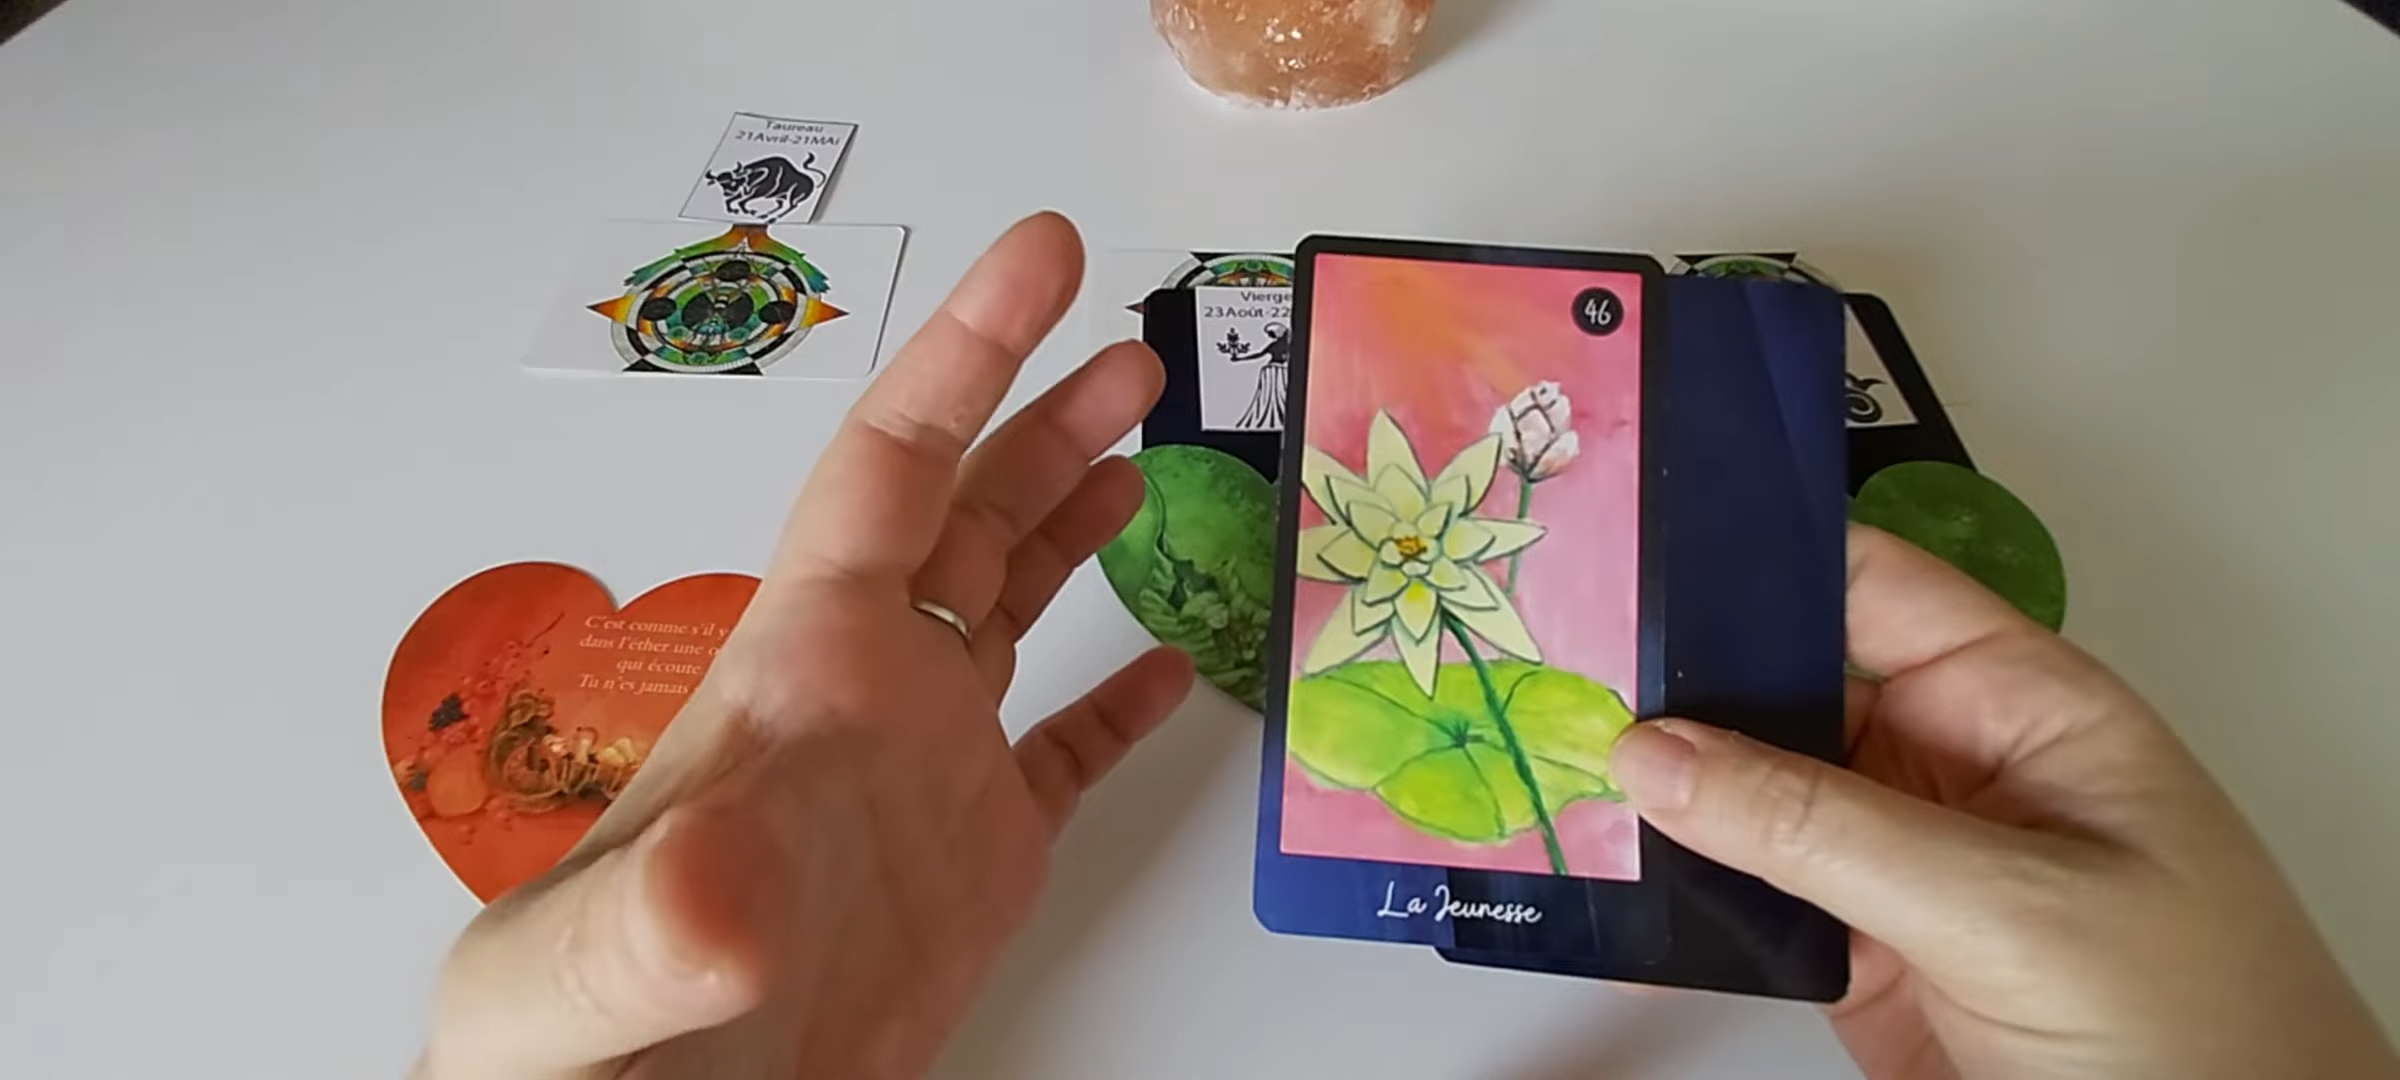 Taureau
21Avril-21MAi
Vierge
23Août-22
46
C'est comme s'il y
dans l'éther une
qui écoute
Tu n'es jamais
La Jeunesse